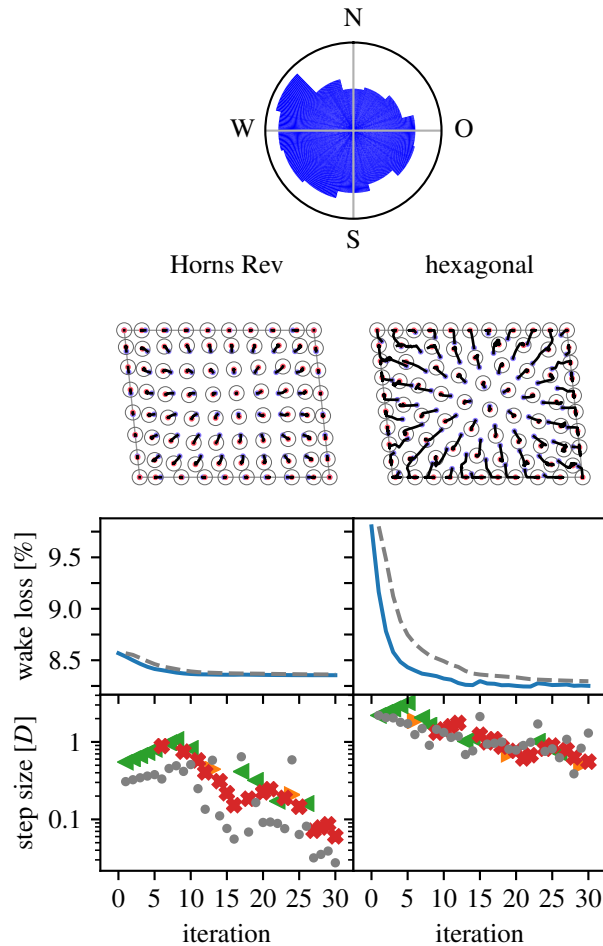 N
W O
S
Horns Rev hexagonal
wake loss [%]
9.5
9.0
8.5
step size [D]
1
0.1
0 5 10 15 20 25 30 0 5 10 15 20 25 30
iteration iteration